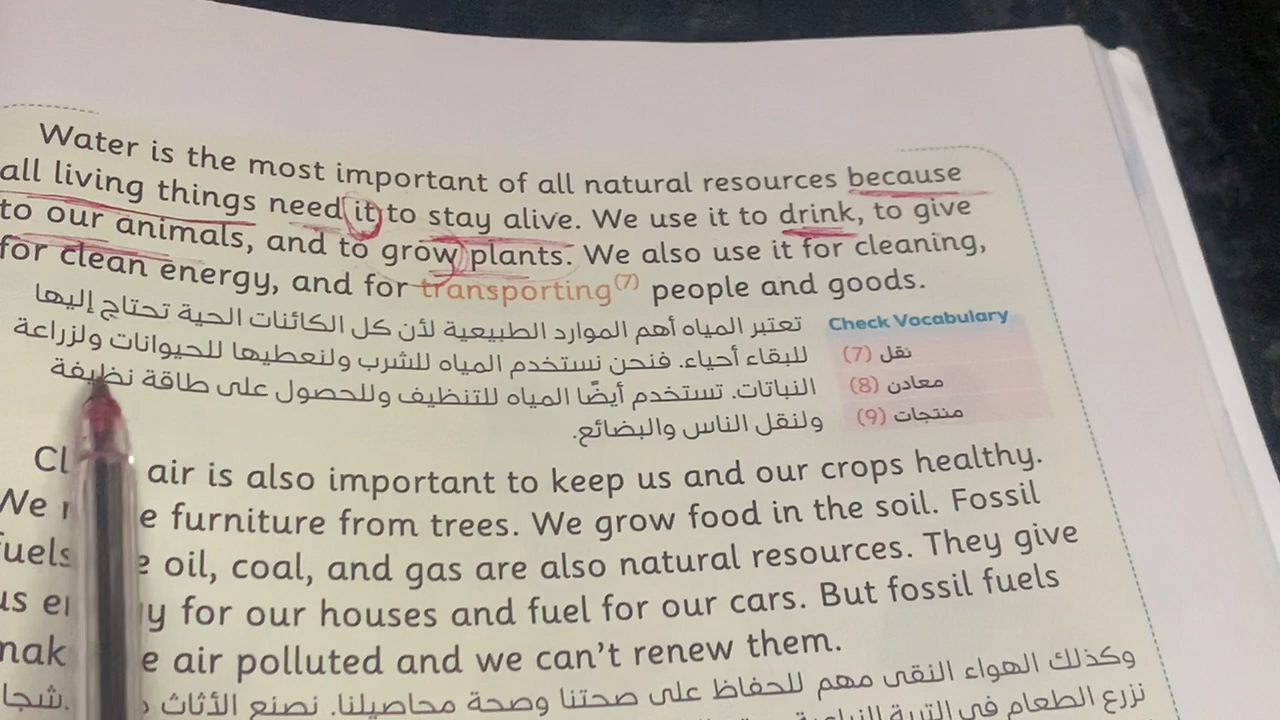 Water is the most important of all natural resources because
all living things need it to stay alive. We use it to drink, to give
to our animals, and to grow plants. We also use it for cleaning,
for clean energy, and for transporting(7) people and goods.
تعتبر المياه أهم الموارد الطبيعية لأن كل الكائنات الحية تحتاج إليها
للبقاء أحياء. فنحن نستخدم المياه للشرب ولنعطيها للحيوانات ولزراعة
النباتات. تستخدم أيضًا المياه للتنظيف وللحصول على طاقة نظيفة
ولنقل الناس والبضائع.
Check Vocabulary
(7) نقل
(8) معادن
(9) منتجات
air is also important to keep us and our crops healthy.
furniture from trees. We grow food in the soil. Fossil
oil, coal, and gas are also natural resources. They give
for our houses and fuel for our cars. But fossil fuels
air polluted and we can't renew them.
وكذلك الهواء النقى مهم للحفاظ على صحتنا وصحة محاصيلنا. نصنع الأثاث
نزرع الطعام فى التربة